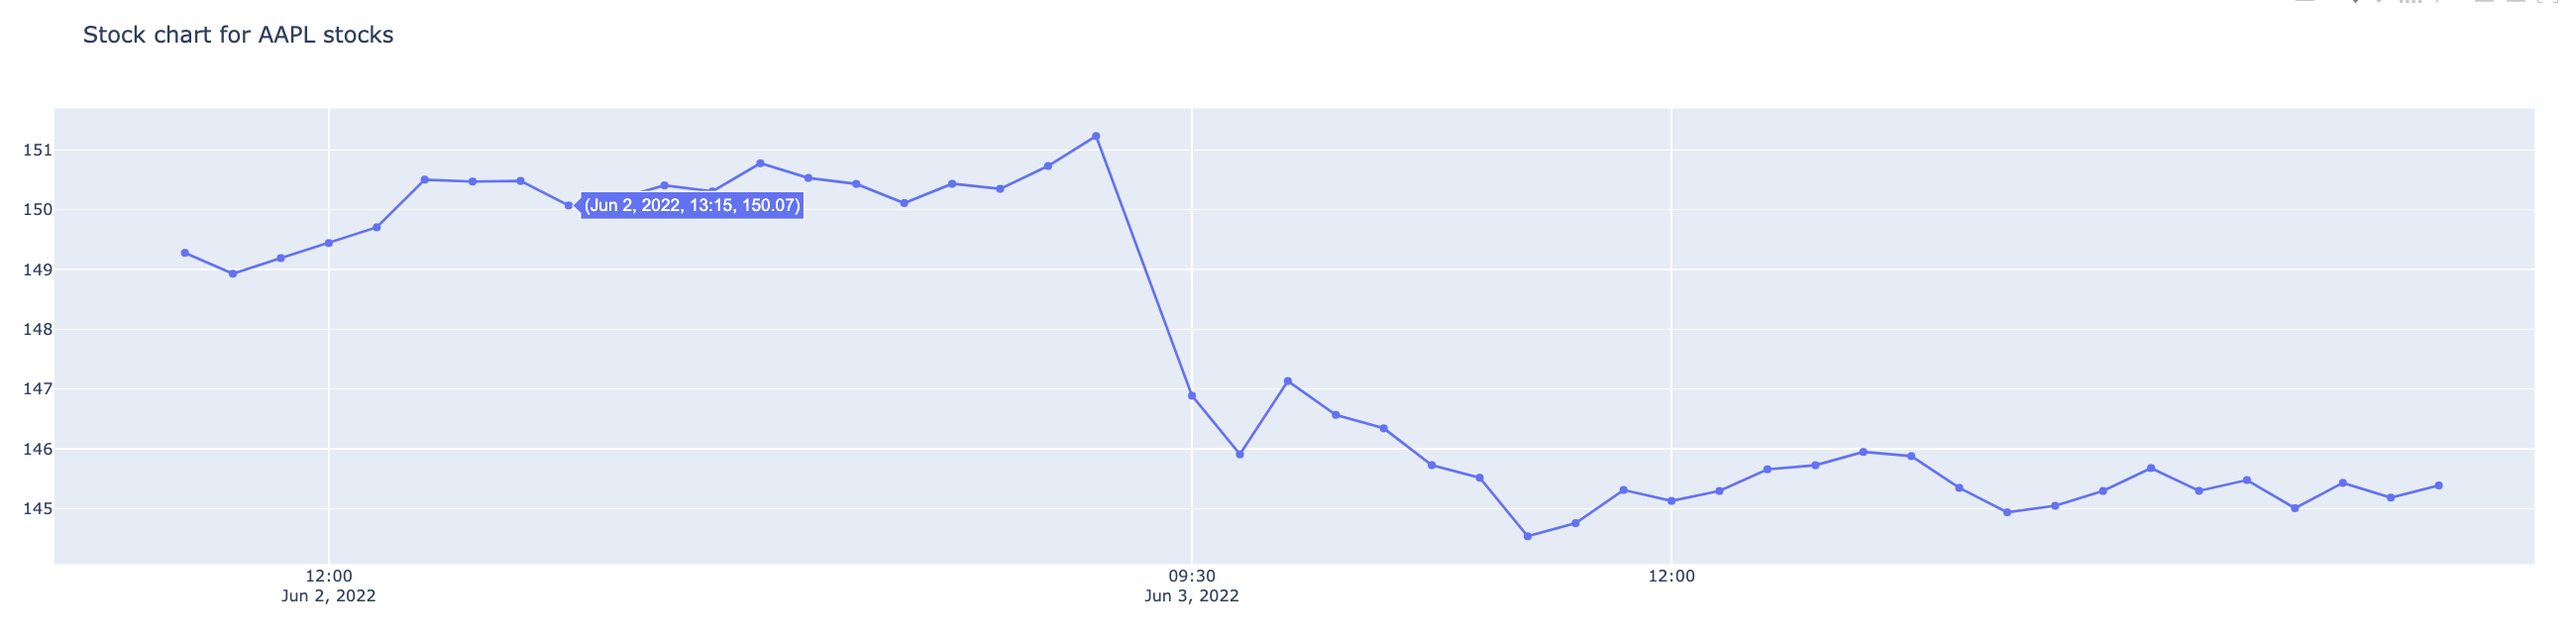 Stock chart for AAPL stocks
151
150
149
148
147
146
145
(Jun 2, 2022, 13:15, 150.07)
12:00
Jun 2, 2022
09:30
Jun 3, 2022
12:00